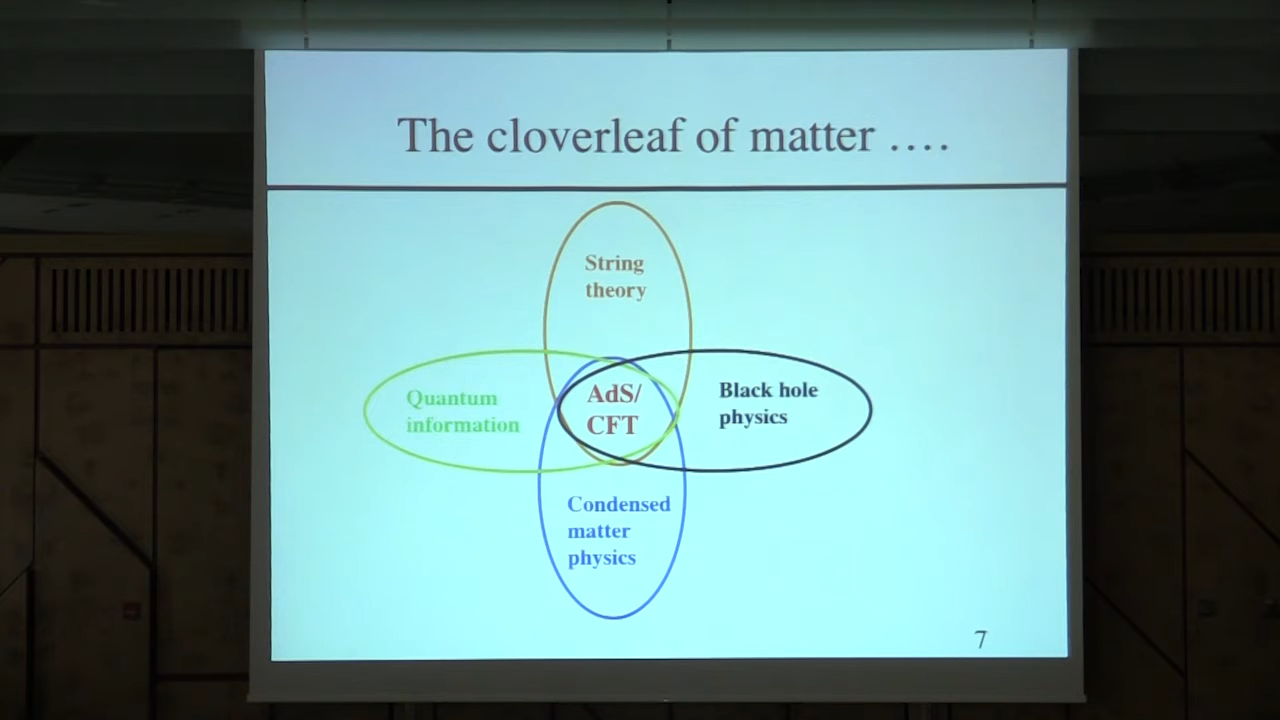 The cloverleaf of matter ....
String
theory
Quantum
information
AdS/
CFT
Black hole
physics
Condensed
matter
physics
7